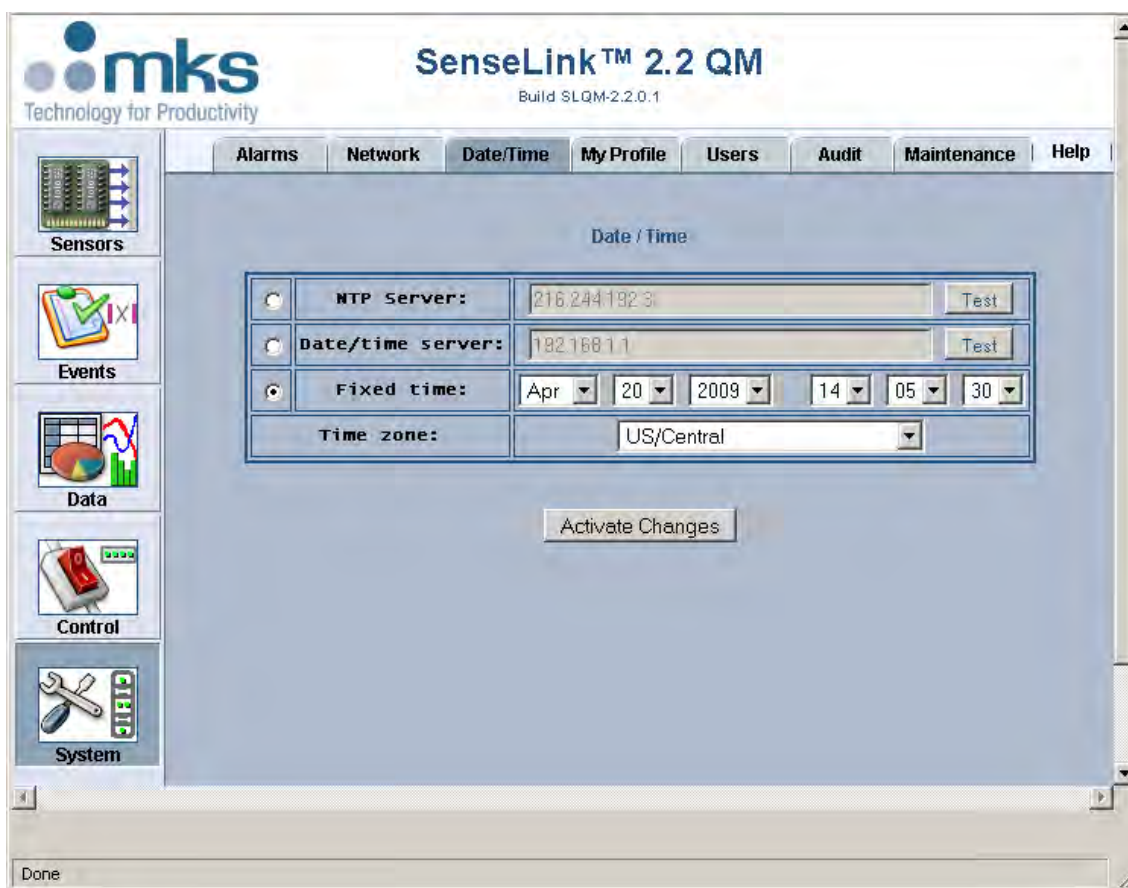 mks
Technology for Productivity
SenseLink™ 2.2 QM
Build SLQM-2.2.0.1
Alarms Network Date/Time My Profile Users Audit Maintenance Help
Sensors
Events
Data
Control
System
Date / Time
NTP Server: 216.244.192.3 Test
Date/time server: 192.168.1.1 Test
Fixed time: Apr 20 2009 14 05 30
Time zone: US/Central
Activate Changes
Done